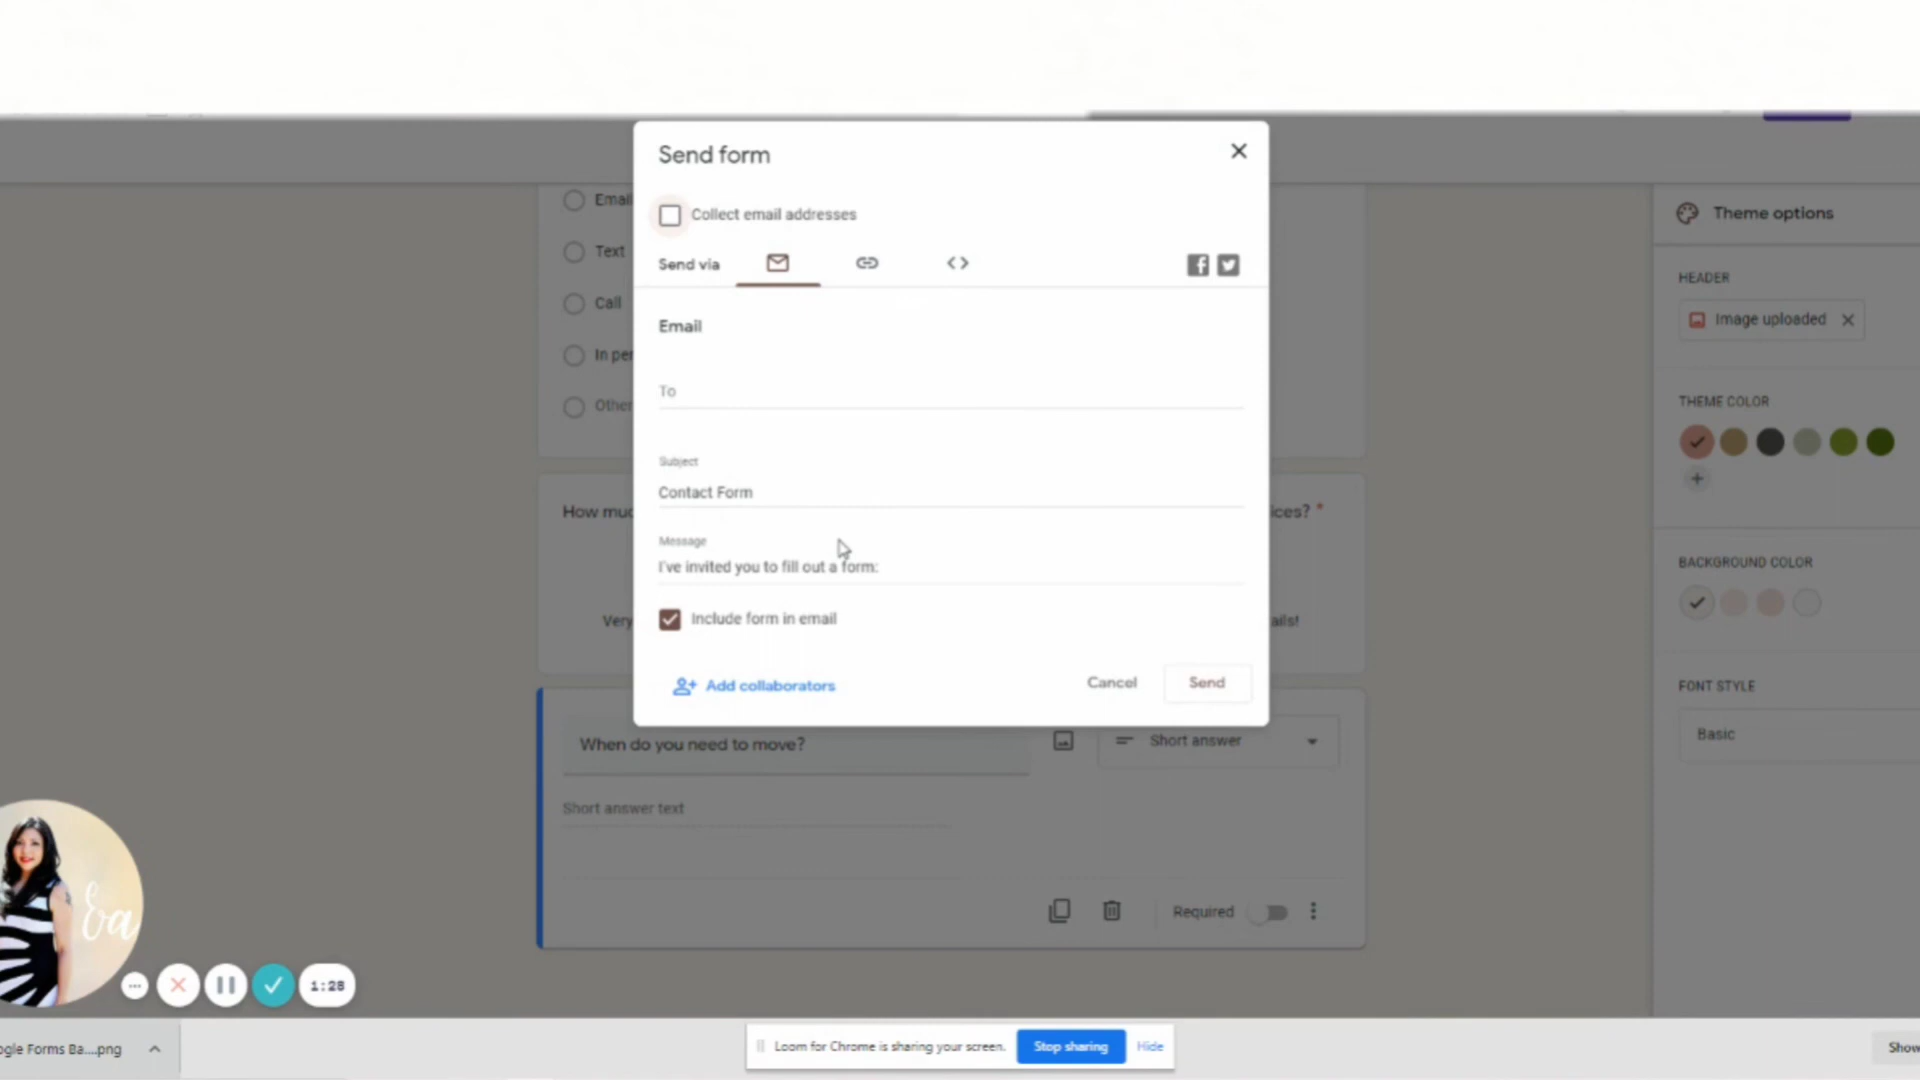 Send form
Collect email addresses
Send via
Email
To
Subject
Contact Form
Message
I've invited you to fill out a form:
Include form in email
Add collaborators
Cancel
Send
Email
Text
Call
In per
Other
How muc
ices? *
Very
ails!
When do you need to move?
Short answer
Short answer text
Required
Theme options
HEADER
Image uploaded
THEME COLOR
BACKGROUND COLOR
FONT STYLE
Basic
Ea
1:28
ogle Forms Ba....png
Loom for Chrome is sharing your screen.
Stop sharing
Hide
Show